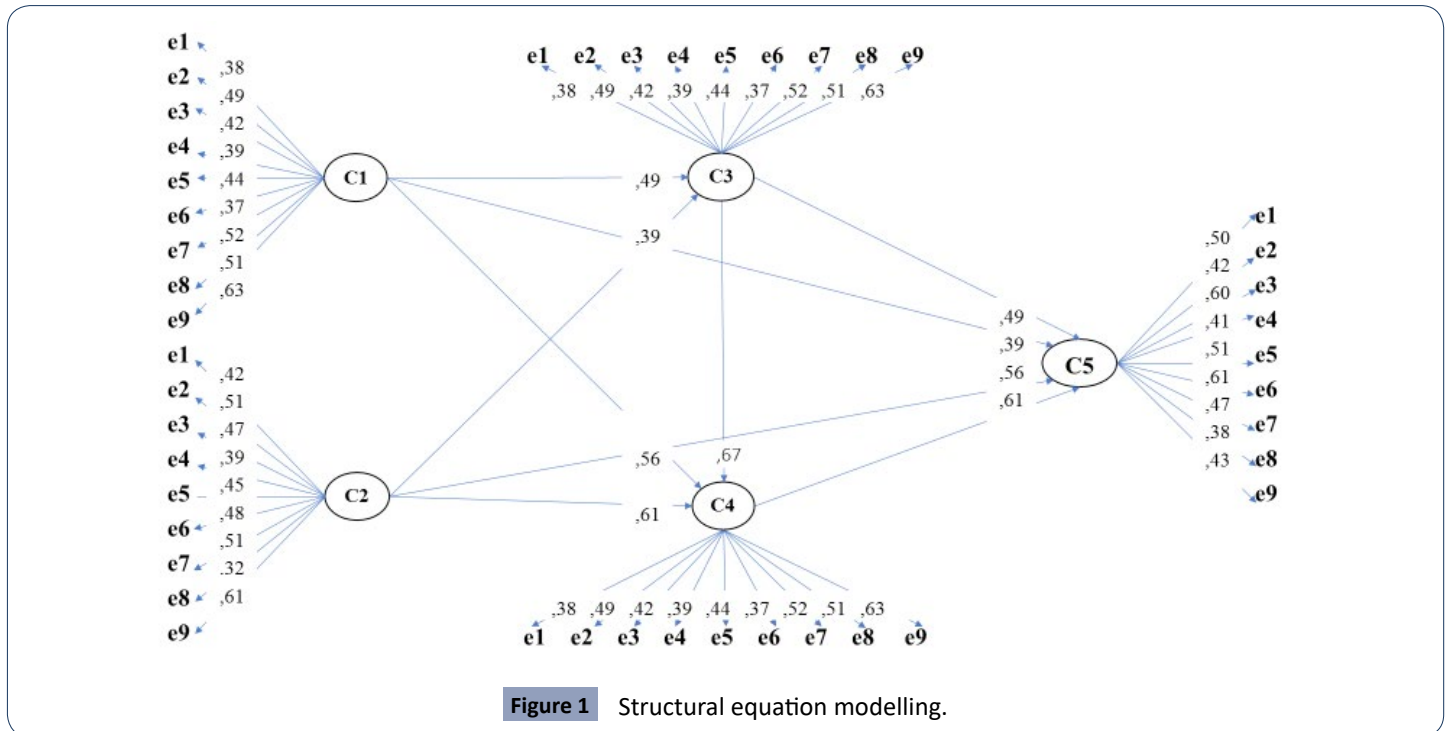 e1
e2
e3
e4
e5
e6
e7
e8
e9
,38
,49
,42
,39
,44
,37
,52
,51
,63
C1
e1 e2 e3 e4 e5 e6 e7 e8 e9
,38 ,49 ,42 ,39 ,44 ,37 ,52 ,51 ,63
C3
,49
,39
e1
e2
e3
e4
e5
e6
e7
e8
e9
,42
,51
,47
,39
,45
,48
,51
.32
,61
C2
,56
,67
,61
C4
,38 ,49 ,42 ,39 ,44 ,37 ,52 ,51 ,63
e1 e2 e3 e4 e5 e6 e7 e8 e9
,49
,39
,56
,61
C5
,50
,42
,60
,41
,51
,61
,47
,38
,43
e1
e2
e3
e4
e5
e6
e7
e8
e9
Figure 1 Structural equation modelling.